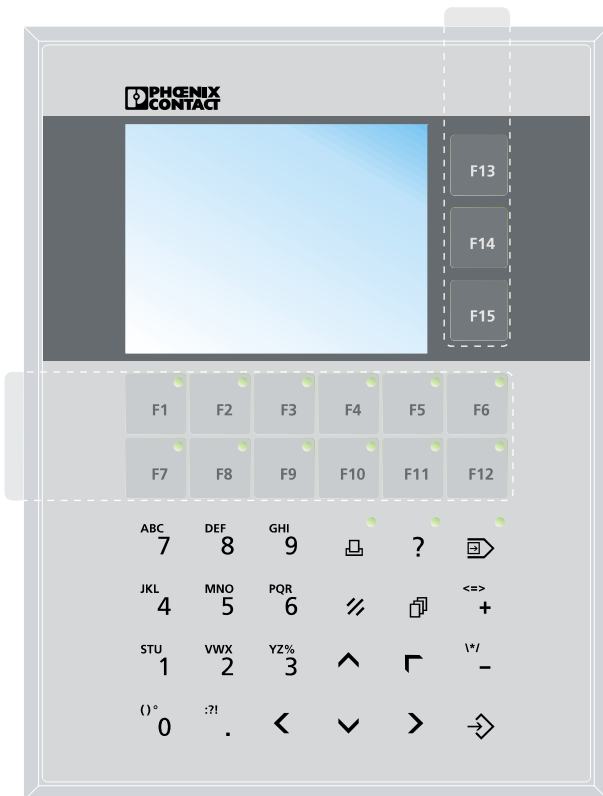 PHŒNIX
CONTACT
F13
F14
F15
F1 F2 F3 F4 F5 F6
F7 F8 F9 F10 F11 F12
ABC 7 DEF 8 GHI 9 ?
JKL 4 MNO 5 PQR 6 <=> +
STU 1 VWX 2 YZ% 3 \*/ –
()° 0 :?! .